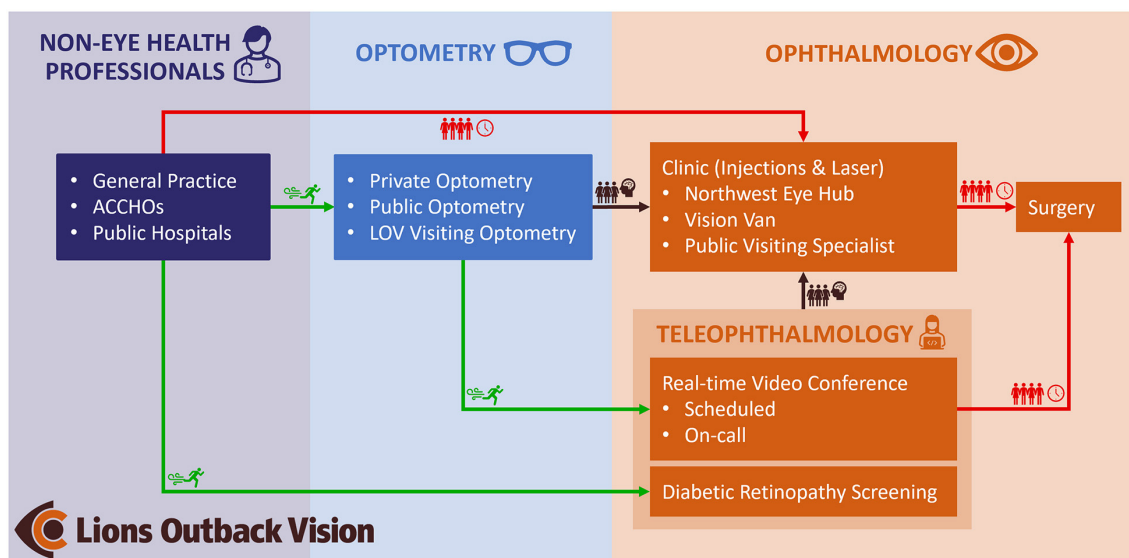 NON-EYE HEALTH
PROFESSIONALS
OPTOMETRY
OPHTHALMOLOGY
• General Practice
• ACCHOs
• Public Hospitals
• Private Optometry
• Public Optometry
• LOV Visiting Optometry
Clinic (Injections & Laser)
• Northwest Eye Hub
• Vision Van
• Public Visiting Specialist
Surgery
TELEOPHTHALMOLOGY
</>
Real-time Video Conference
• Scheduled
• On-call
Diabetic Retinopathy Screening
Lions Outback Vision